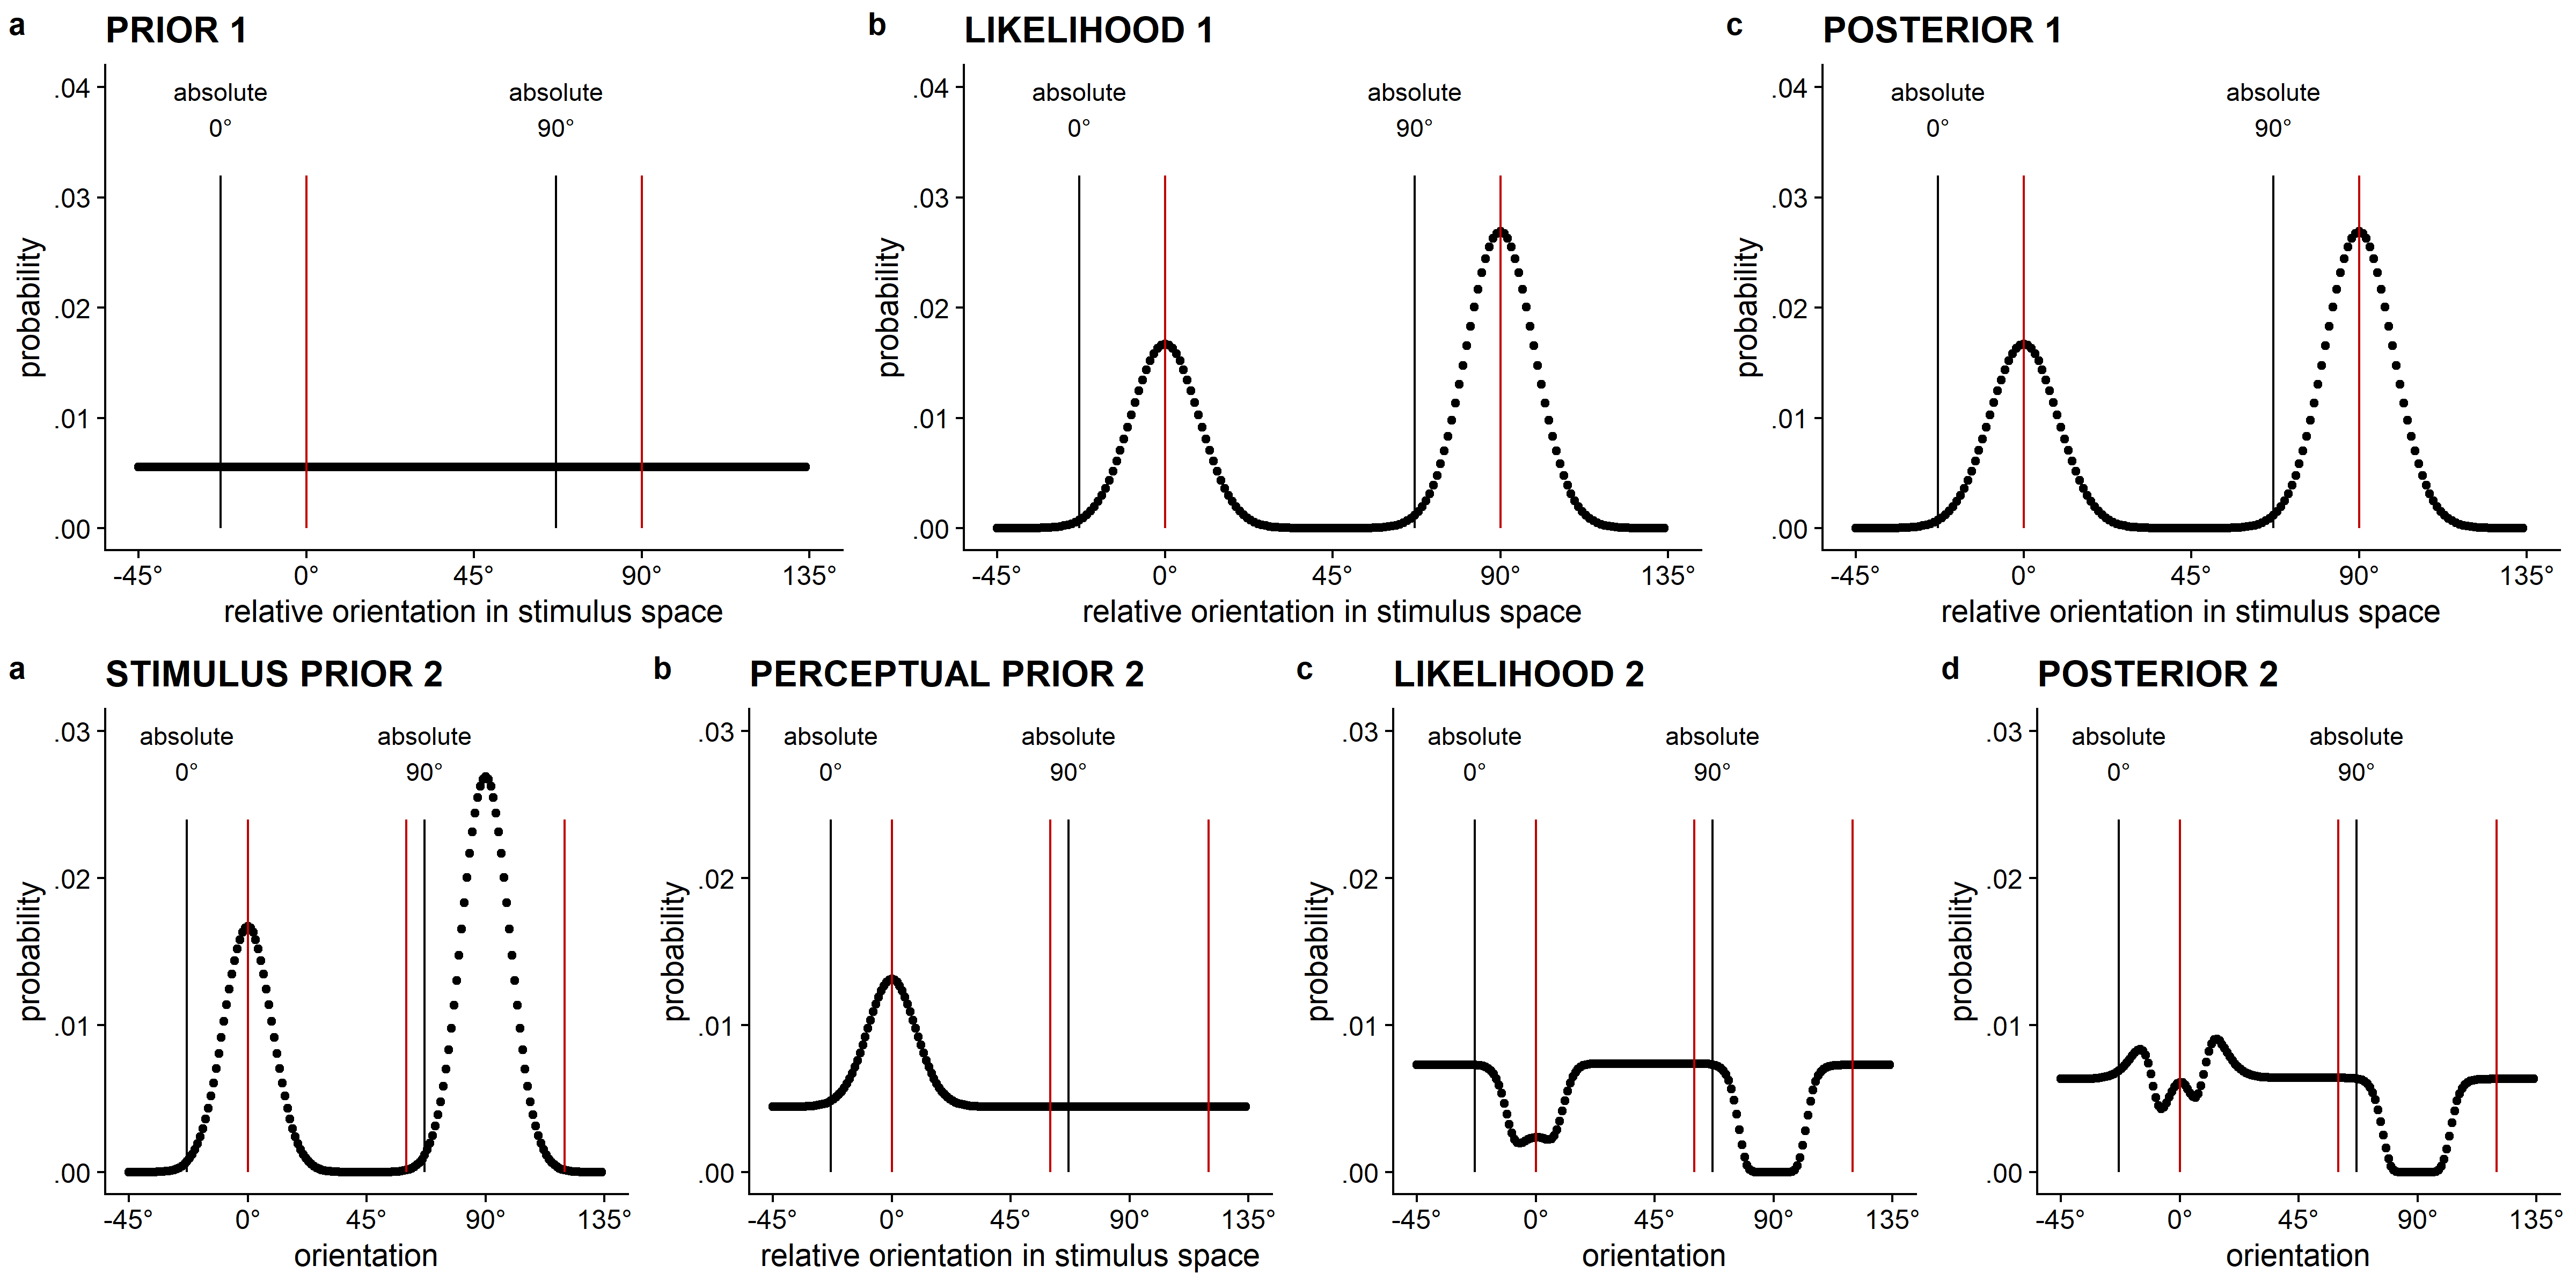 a PRIOR 1
.04
.03
.02
.01
.00
probability
absolute
0°
absolute
90°
-45° 0° 45° 90° 135°
relative orientation in stimulus space
b LIKELIHOOD 1
.04
.03
.02
.01
.00
probability
absolute
0°
absolute
90°
-45° 0° 45° 90° 135°
relative orientation in stimulus space
c POSTERIOR 1
.04
.03
.02
.01
.00
probability
absolute
0°
absolute
90°
-45° 0° 45° 90° 135°
relative orientation in stimulus space
a STIMULUS PRIOR 2
.03
.02
.01
.00
probability
absolute
0°
absolute
90°
-45° 0° 45° 90° 135°
orientation
b PERCEPTUAL PRIOR 2
.03
.02
.01
.00
probability
absolute
0°
absolute
90°
-45° 0° 45° 90° 135°
relative orientation in stimulus space
c LIKELIHOOD 2
.03
.02
.01
.00
probability
absolute
0°
absolute
90°
-45° 0° 45° 90° 135°
orientation
d POSTERIOR 2
.03
.02
.01
.00
probability
absolute
0°
absolute
90°
-45° 0° 45° 90° 135°
orientation